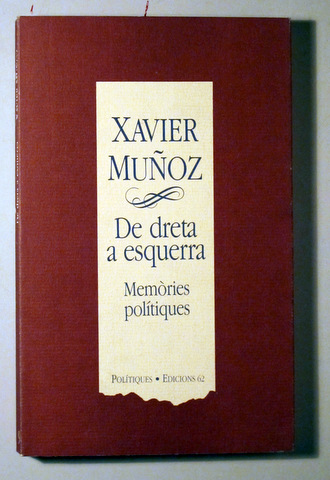 XAVIER
MUÑOZ
De dreta
a esquerra
Memòries
polítiques
POLÍTIQUES • EDICIONS 62